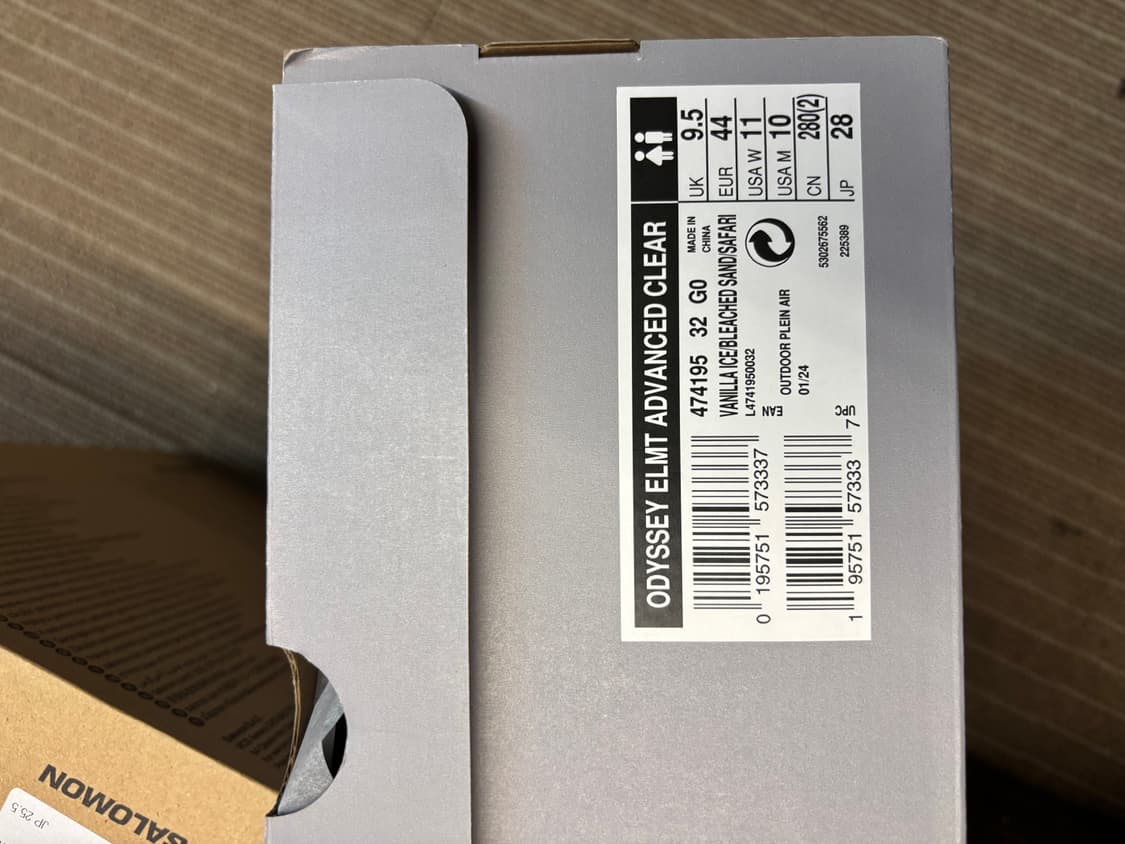 ODYSSEY ELMT ADVANCED CLEAR
474195 32 G0
MADE IN
CHINA
VANILLA ICE/BLEACHED SAND/SAFARI
L4741950032
EAN
OUTDOOR PLEIN AIR
01/24
5302675562
225389
0 195751 573337
UPC
1 95751 57333 7
UK 9.5
EUR 44
USA W 11
USA M 10
CN 280(2)
JP 28
SALOMON
JP 25.5